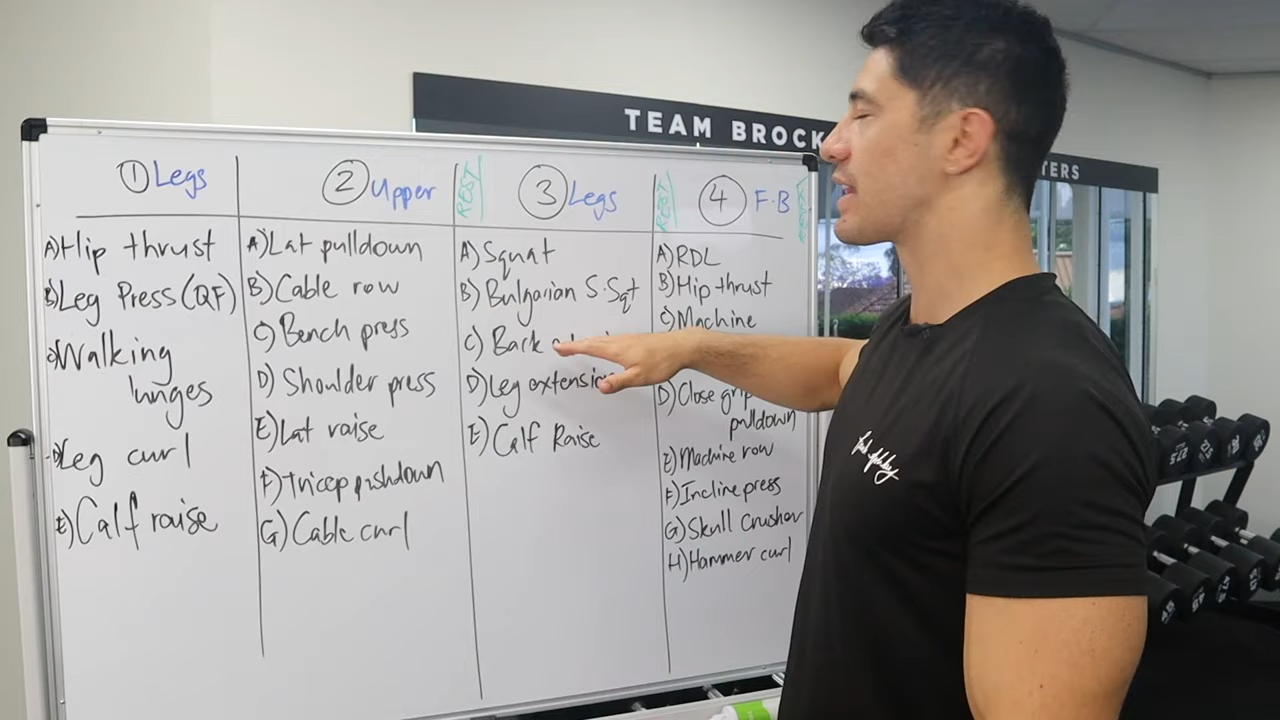 TEAM BROCK
TERS
① Legs
A) Hip thrust
B) Leg Press (QF)
C) Walking
lunges
D) Leg curl
E) Calf raise
② Upper
A) Lat pulldown
B) Cable row
C) Bench press
D) Shoulder press
E) Lat raise
F) Tricep pushdown
G) Cable curl
REST
③ Legs
A) Squat
B) Bulgarian S.Sqt
C) Back
D) Leg extension
E) Calf Raise
REST
④ F.B
A) RDL
B) Hip thrust
C) Machine
D) Close grip
pulldown
E) Machine row
F) Incline press
G) Skull crusher
H) Hammer curl